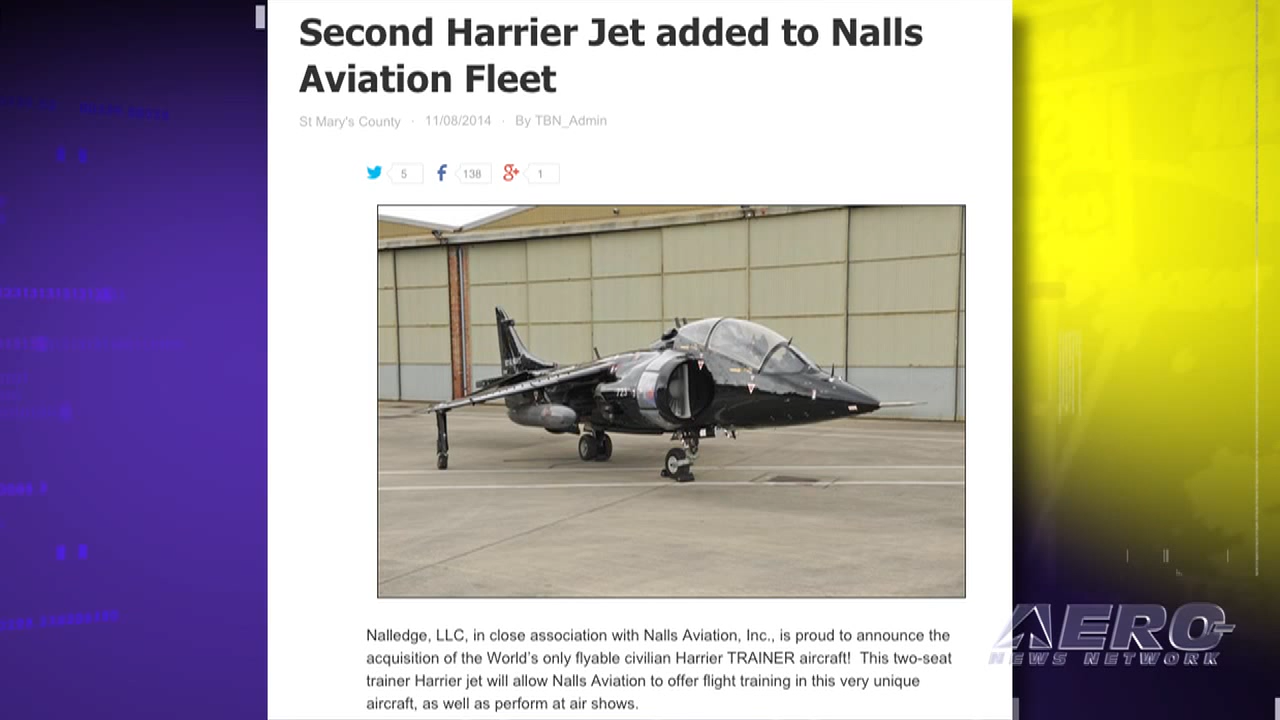 Second Harrier Jet added to Nalls
Aviation Fleet
St Mary's County · 11/08/2014 · By TBN_Admin
5 138 1
723
Nalledge, LLC, in close association with Nalls Aviation, Inc., is proud to announce the
acquisition of the World's only flyable civilian Harrier TRAINER aircraft! This two-seat
trainer Harrier jet will allow Nalls Aviation to offer flight training in this very unique
aircraft, as well as perform at air shows.
AERO
NEWS NETWORK